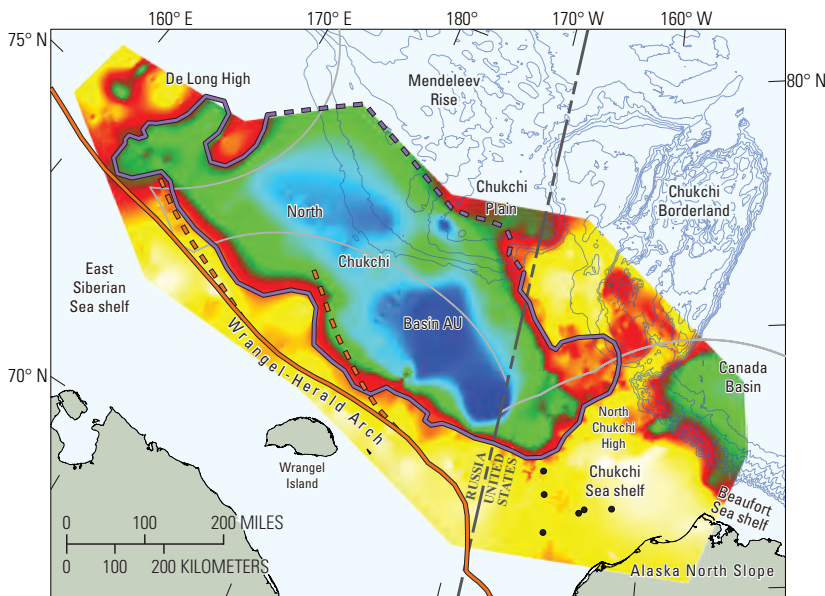 160° E
170° E
180°
170° W
160° W
75° N
80° N
De Long High
Mendeleev
Rise
Chukchi
Plain
Chukchi
Borderland
North
Chukchi
Basin AU
East
Siberian
Sea shelf
Wrangel-Herald Arch
70° N
Canada
Basin
North
Chukchi
High
Wrangel
Island
RUSSIA
UNITED
STATES
Chukchi
Sea shelf
Beaufort
Sea shelf
0 100 200 MILES
0 100 200 KILOMETERS
Alaska North Slope